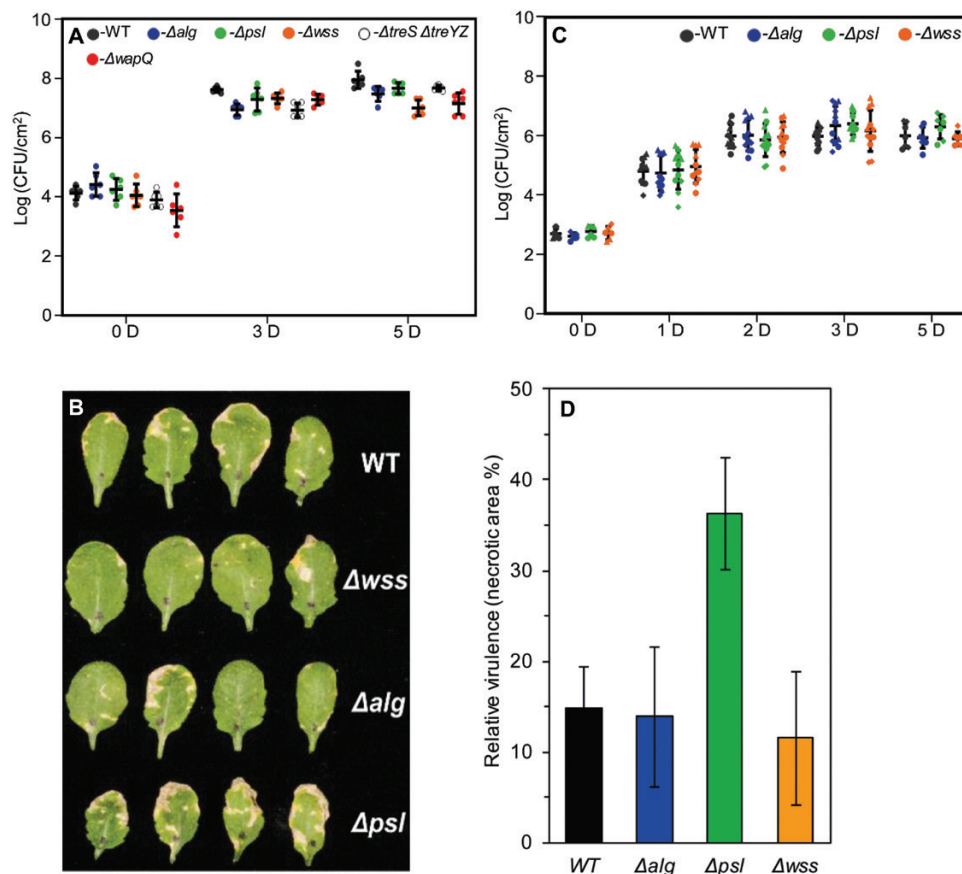 A -WT -Δalg -Δpsl -Δwss -ΔtreS ΔtreYZ
-ΔwapQ
Log (CFU/cm²)
10
8
6
4
2
0
0 D 3 D 5 D
C -WT -Δalg -Δpsl -Δwss
Log (CFU/cm²)
10
8
6
4
2
0
0 D 1 D 2 D 3 D 5 D
B
WT
Δwss
Δalg
Δpsl
D
Relative virulence (necrotic area %)
50
40
30
20
10
0
WT Δalg Δpsl Δwss